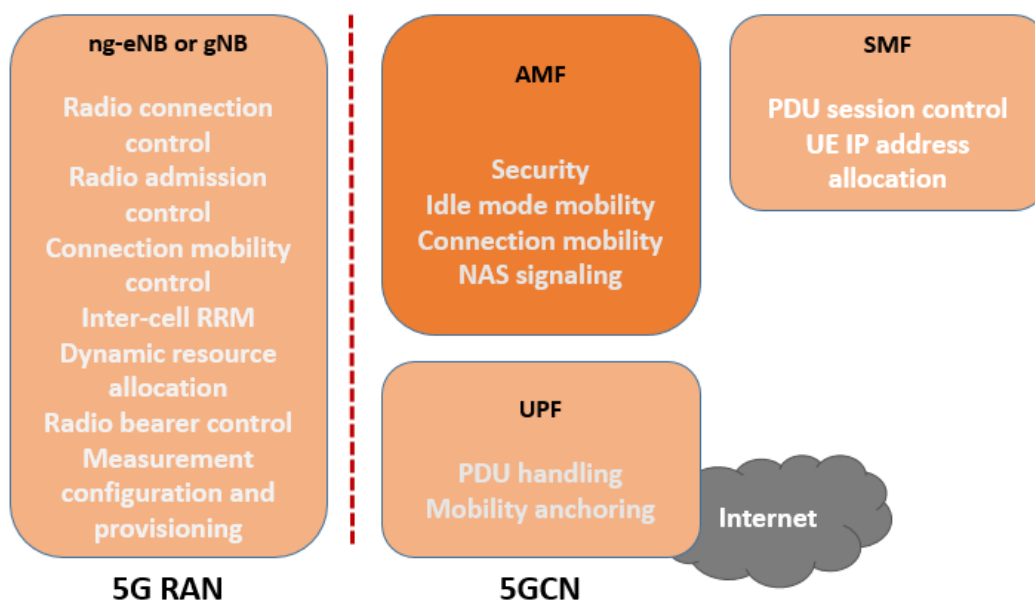 ng-eNB or gNB
Radio connection
control
Radio admission
control
Connection mobility
control
Inter-cell RRM
Dynamic resource
allocation
Radio bearer control
Measurement
configuration and
provisioning
5G RAN
AMF
Security
Idle mode mobility
Connection mobility
NAS signaling
UPF
PDU handling
Mobility anchoring
5GCN
SMF
PDU session control
UE IP address
allocation
Internet